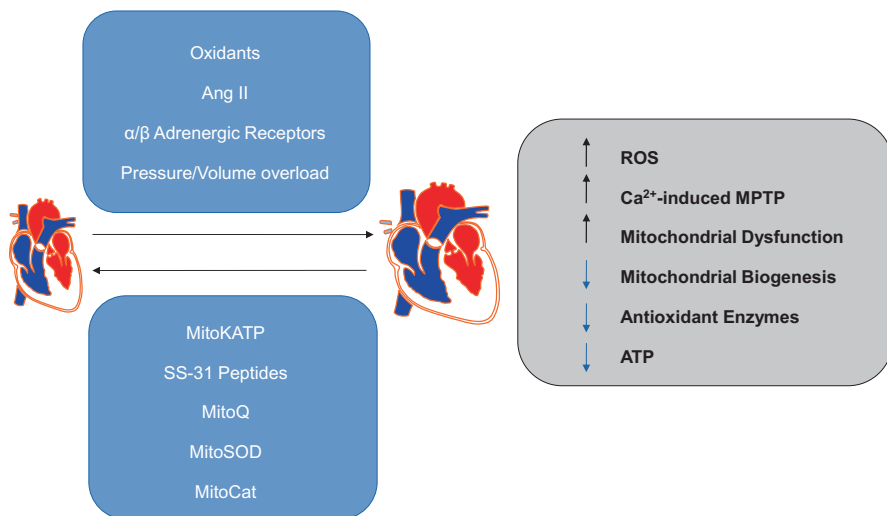 Oxidants
Ang II
α/β Adrenergic Receptors
Pressure/Volume overload
MitoKATP
SS-31 Peptides
MitoQ
MitoSOD
MitoCat
ROS
Ca²⁺-induced MPTP
Mitochondrial Dysfunction
Mitochondrial Biogenesis
Antioxidant Enzymes
ATP